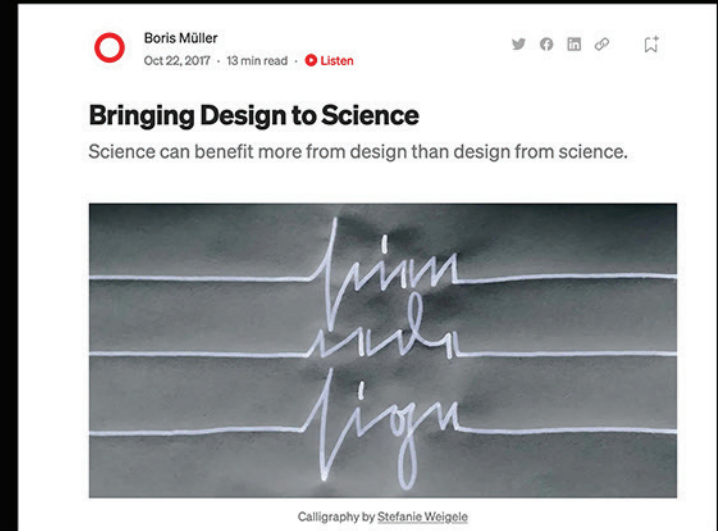 Boris Müller
Oct 22, 2017 · 13 min read · Listen
Bringing Design to Science
Science can benefit more from design than design from science.
Calligraphy by Stefanie Weigele